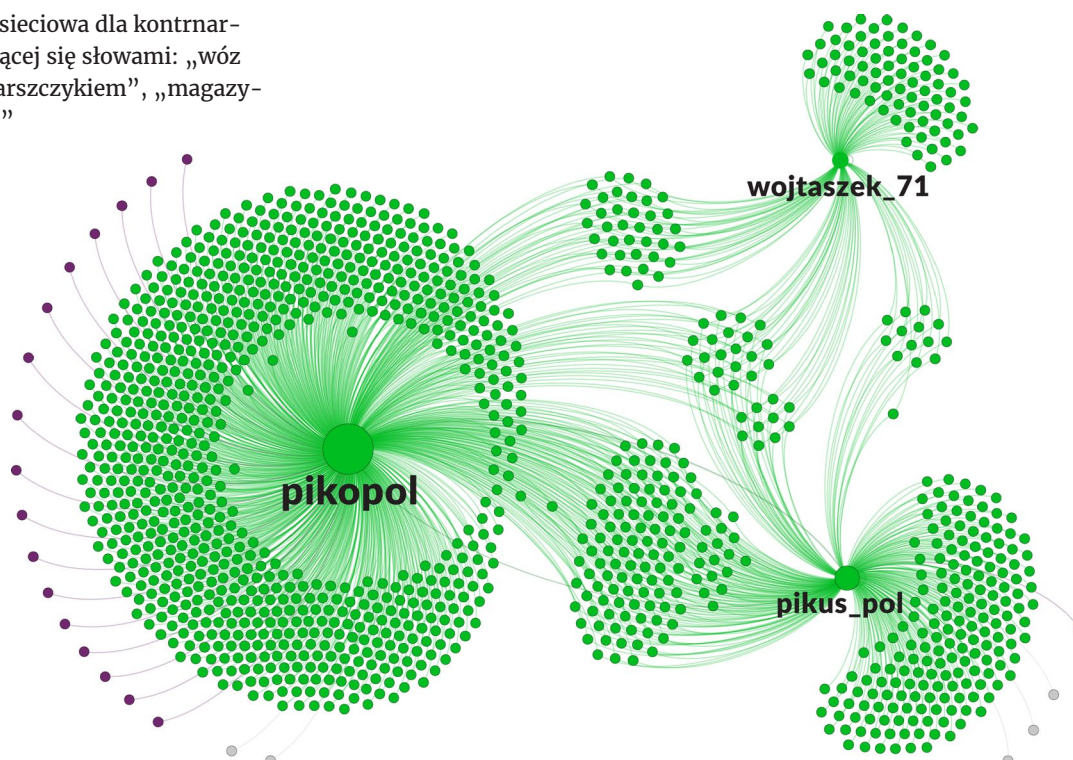 sieciowa dla kontrnar-
ącej się słowami: „wóz
arszczykiem”, „magazy-
”
wojtaszek_71
pikopol
pikus_pol